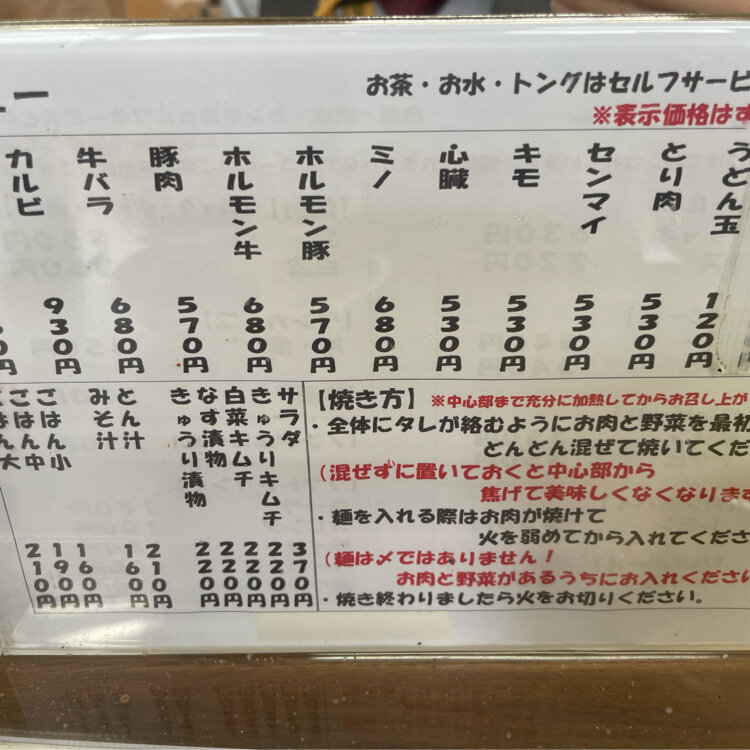 ー
お茶・お水・トングはセルフサービ
※表示価格はす
うどん玉 120円
とり肉 530円
センマイ 530円
キモ 530円
心臓 530円
ミノ 680円
ホルモン豚 570円
ホルモン牛 680円
豚肉 570円
牛バラ 680円
カルビ 930円
サラダ 370円
きゅうりキムチ 220円
白菜キムチ 220円
なす漬物 220円
きゅうり漬物 220円
とん汁 210円
みそ汁 160円
ごはん小 160円
ごはん中 190円
ごはん大 210円
【焼き方】 ※中心部まで充分に加熱してからお召し上が
・全体にタレが絡むようにお肉と野菜を最初
どんどん混ぜて焼いてくだ
(混ぜずに置いておくと中心部から
焦げて美味しくなくなります
・麺を入れる際はお肉が焼けて
火を弱めてから入れてくださ
(麺は〆ではありません!
お肉と野菜があるうちにお入れください
・焼き終わりましたら火をお切りください。